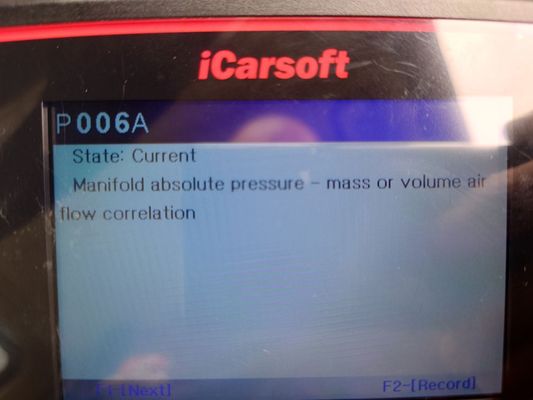 iCarsoft
P006A
State: Current
Manifold absolute pressure - mass or volume air
flow correlation
F1-[Next] F2-[Record]